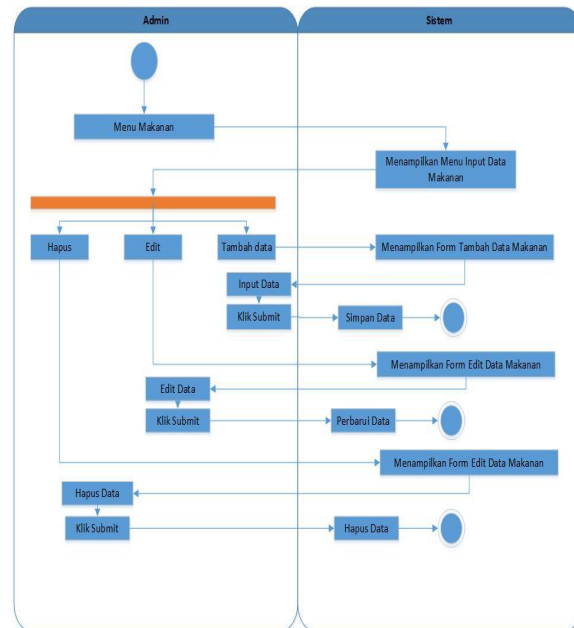 Admin
Sistem
Menu Makanan
Menampilkan Menu Input Data
Makanan
Hapus
Edit
Tambah data
Menampilkan Form Tambah Data Makanan
Input Data
Klik Submit
Simpan Data
Menampilkan Form Edit Data Makanan
Edit Data
Klik Submit
Perbarui Data
Menampilkan Form Edit Data Makanan
Hapus Data
Klik Submit
Hapus Data